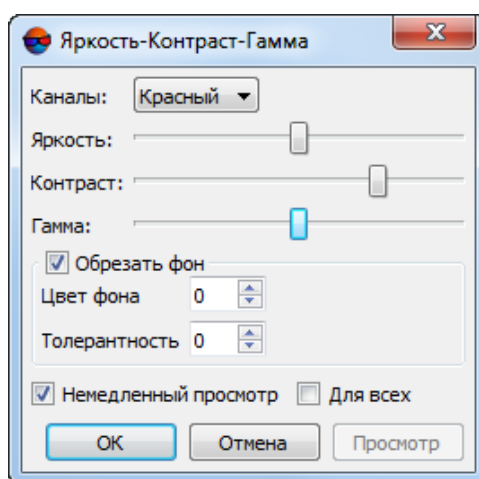 Яркость-Контраст-Гамма
Каналы: Красный
Яркость:
Контраст:
Гамма:
Обрезать фон
Цвет фона 0
Толерантность 0
Немедленный просмотр Для всех
ОК Отмена Просмотр